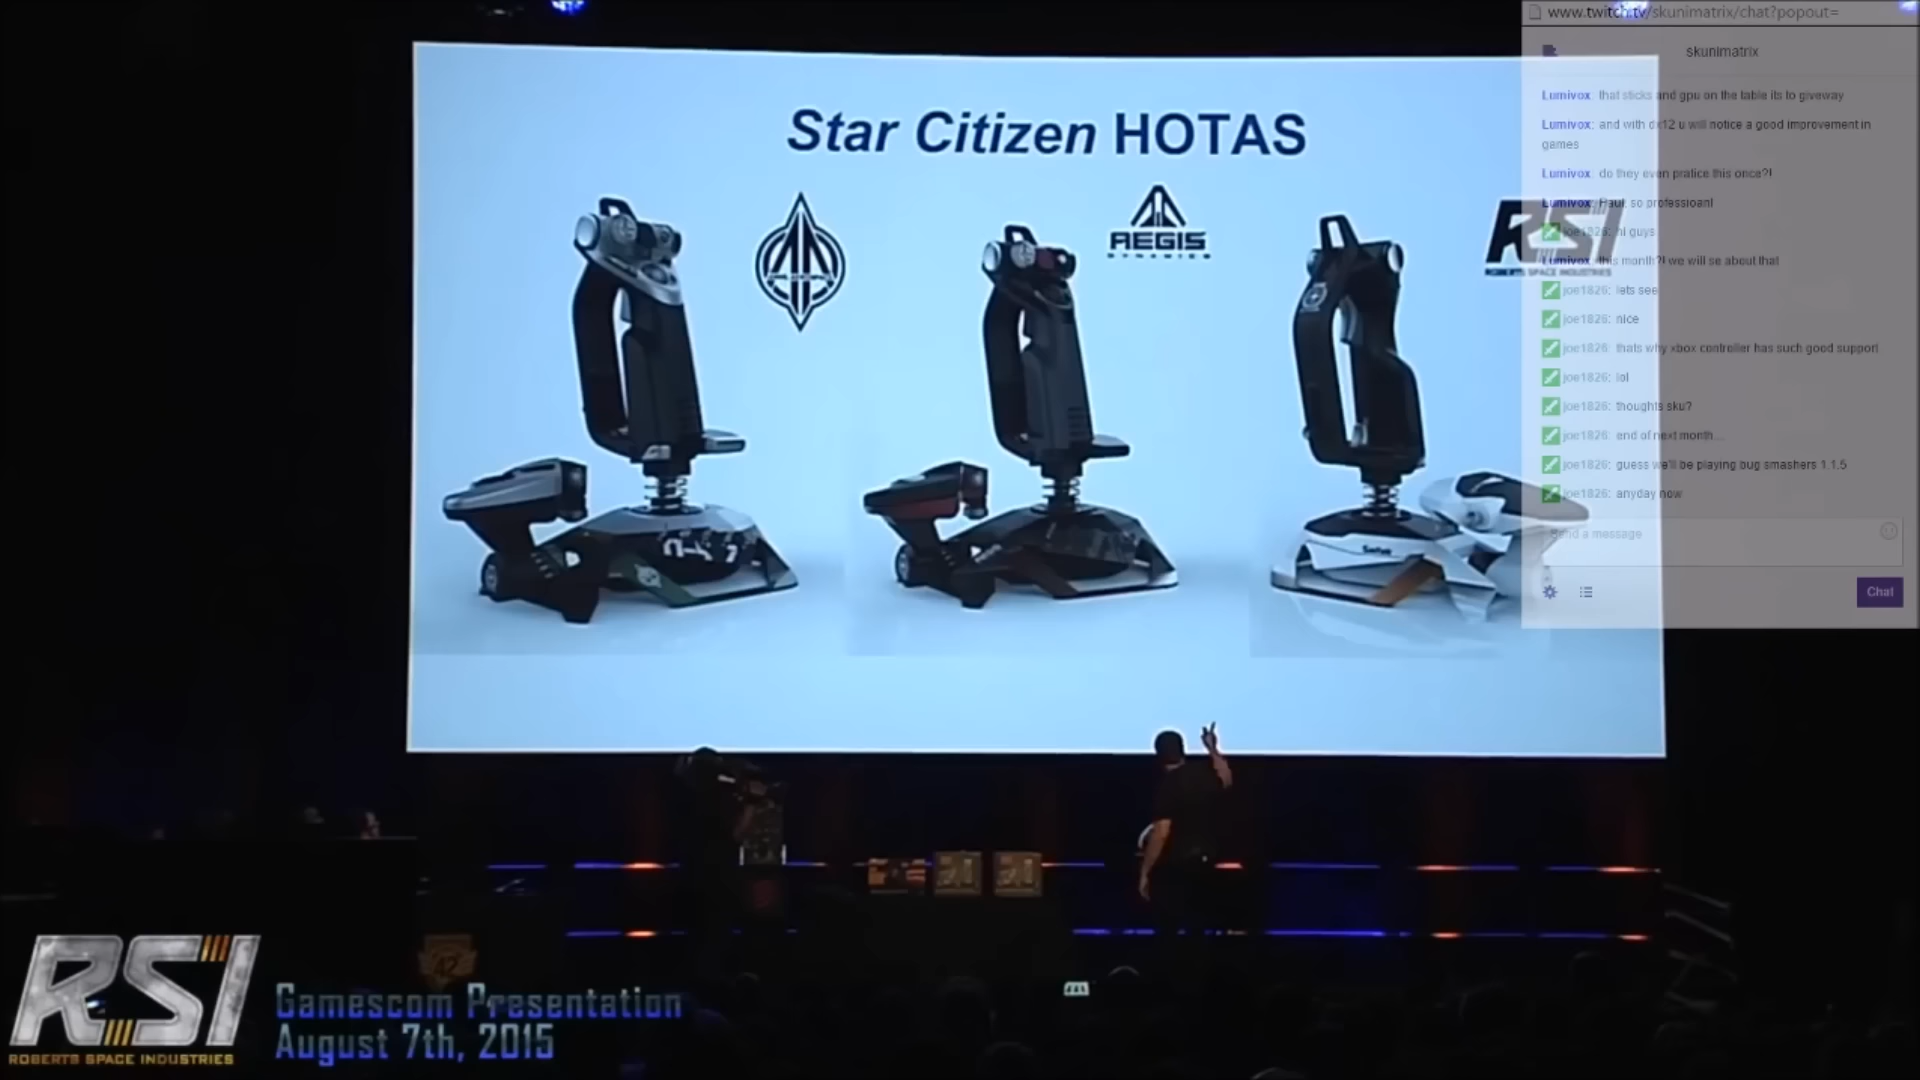 www.twitch.tv/skunimatrix/chat?popout=
skunimatrix
Star Citizen HOTAS
AEGIS
DYNAMICS
RSI
ROBERTS SPACE INDUSTRIES
Lumivox: that sticks and gpu on the table its to giveway
Lumivox: and with dx12 u will notice a good improvement in
games
Lumivox: do they even pratice this once?!
Lumivox: Paul, so professioanl
joe1826: hi guys
Lumivox: this month?! we will se about that
joe1826: lets see
joe1826: nice
joe1826: thats why xbox controller has such good support
joe1826: lol
joe1826: thoughts sku?
joe1826: end of next month...
joe1826: guess we'll be playing bug smashers 1.1.5
joe1826: anyday now
Send a message
Chat
Saitek
42
RSI
ROBERTS SPACE INDUSTRIES
Gamescom Presentation
August 7th, 2015